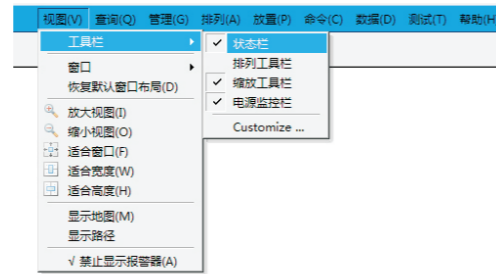 视图(V) 查询(Q) 管理(G) 排列(A) 放置(P) 命令(C) 数据(D) 测试(T) 帮助(H
工具栏
窗口
恢复默认窗口布局(D)
放大视图(I)
缩小视图(O)
适合窗口(F)
适合宽度(W)
适合高度(H)
显示地图(M)
显示路径
√ 禁止显示报警器(A)
状态栏
排列工具栏
缩放工具栏
电源监控栏
Customize ...